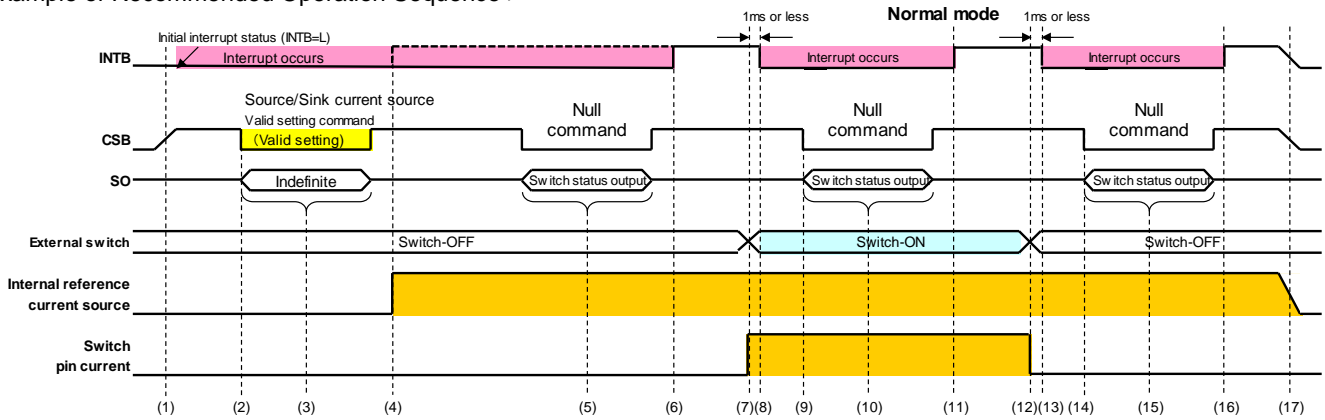 Example of Recommended Operation Sequence
Normal mode
1ms or less
1ms or less
Initial interrupt status (INTB=L)
INTB
Interrupt occurs
Interrupt occurs
Interrupt occurs
Source/Sink current source
Valid setting command
(Valid setting)
Null
command
Null
command
Null
command
CSB
SO
Indefinite
Switch status output
Switch status output
Switch status output
External switch
Switch-OFF
Switch-ON
Switch-OFF
Internal reference
current source
Switch
pin current
(1) (2) (3) (4) (5) (6) (7) (8) (9) (10) (11) (12) (13) (14) (15) (16) (17)